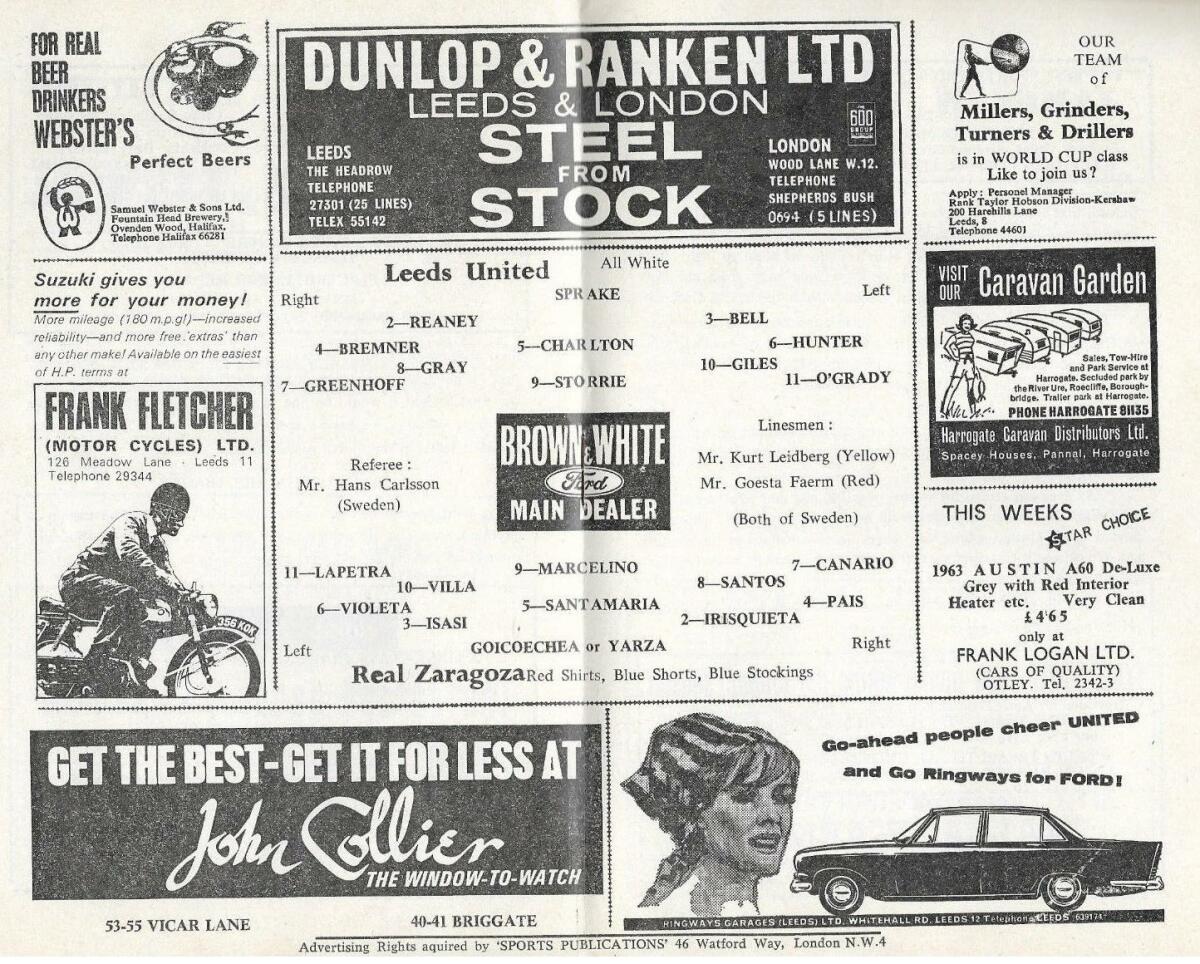 FOR REAL
BEER
DRINKERS
WEBSTER'S
Perfect Beers
Samuel Webster & Sons Ltd.
Fountain Head Brewery,
Ovenden Wood, Halifax.
Telephone Halifax 66281
DUNLOP & RANKEN LTD
LEEDS & LONDON
STEEL
FROM
STOCK
LEEDS
THE HEADROW
TELEPHONE
27301 (25 LINES)
TELEX 55142
THE
600
GROUP
LONDON
WOOD LANE W.12.
TELEPHONE
SHEPHERDS BUSH
0694 (5 LINES)
OUR
TEAM
of
Millers, Grinders,
Turners & Drillers
is in WORLD CUP class
Like to join us?
Apply : Personel Manager
Rank Taylor Hobson Division-Kershaw
200 Harehills Lane
Leeds, 8
Telephone 44601
Suzuki gives you
more for your money!
More mileage (180 m.p.g!)—increased
reliability—and more free 'extras' than
any other make! Available on the easiest
of H.P. terms at
FRANK FLETCHER
(MOTOR CYCLES) LTD.
126 Meadow Lane · Leeds 11
Telephone 29344
356 KOK
Leeds United All White
Right SPRAKE Left
2—REANEY 3—BELL
4—BREMNER 5—CHARLTON 6—HUNTER
8—GRAY 10—GILES
7—GREENHOFF 9—STORRIE 11—O'GRADY
BROWN & WHITE
Ford
MAIN DEALER
Referee :
Mr. Hans Carlsson
(Sweden)
Linesmen :
Mr. Kurt Leidberg (Yellow)
Mr. Goesta Faerm (Red)
(Both of Sweden)
11—LAPETRA 9—MARCELINO 7—CANARIO
10—VILLA 8—SANTOS
6—VIOLETA 5—SANTAMARIA 4—PAIS
3—ISASI 2—IRISQUIETA
Left GOICOECHEA or YARZA Right
Real Zaragoza Red Shirts, Blue Shorts, Blue Stockings
VISIT
OUR
Caravan Garden
Sales, Tow-Hire
and Park Service at
Harrogate. Secluded park by
the River Ure, Roecliffe, Borough-
bridge. Trailer park at Harrogate.
PHONE HARROGATE 81135
Harrogate Caravan Distributors Ltd.
Spacey Houses, Pannal, Harrogate
THIS WEEKS
STAR CHOICE
1963 AUSTIN A60 De-Luxe
Grey with Red Interior
Heater etc. Very Clean
£465
only at
FRANK LOGAN LTD.
(CARS OF QUALITY)
OTLEY. Tel. 2342-3
GET THE BEST-GET IT FOR LESS AT
John Collier
THE WINDOW-TO-WATCH
53-55 VICAR LANE 40-41 BRIGGATE
Go-ahead people cheer UNITED
and Go Ringways for FORD!
RINGWAYS GARAGES (LEEDS) LTD. WHITEHALL RD. LEEDS 12 Telephone LEEDS 639174
Advertising Rights aquired by 'SPORTS PUBLICATIONS' 46 Watford Way, London N.W.4